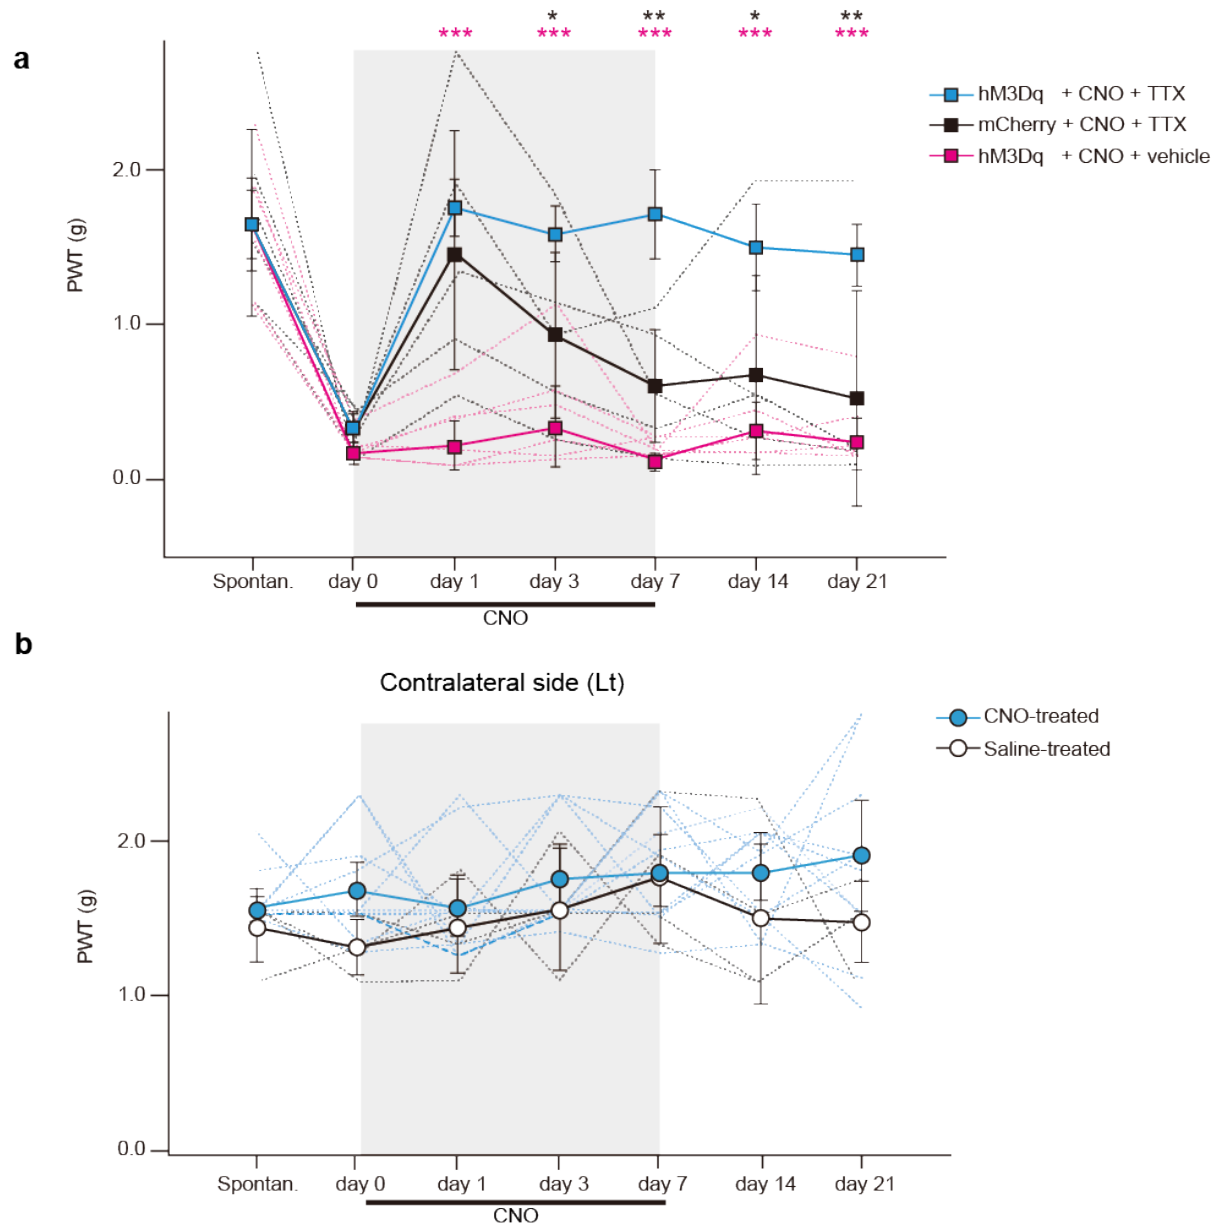 a
* ** * **
*** *** *** *** ***
hM3Dq + CNO + TTX
mCherry + CNO + TTX
hM3Dq + CNO + vehicle
PWT (g)
2.0
1.0
0.0
Spontan. day 0 day 1 day 3 day 7 day 14 day 21
CNO
b
Contralateral side (Lt)
CNO-treated
Saline-treated
PWT (g)
2.0
1.0
0.0
Spontan. day 0 day 1 day 3 day 7 day 14 day 21
CNO